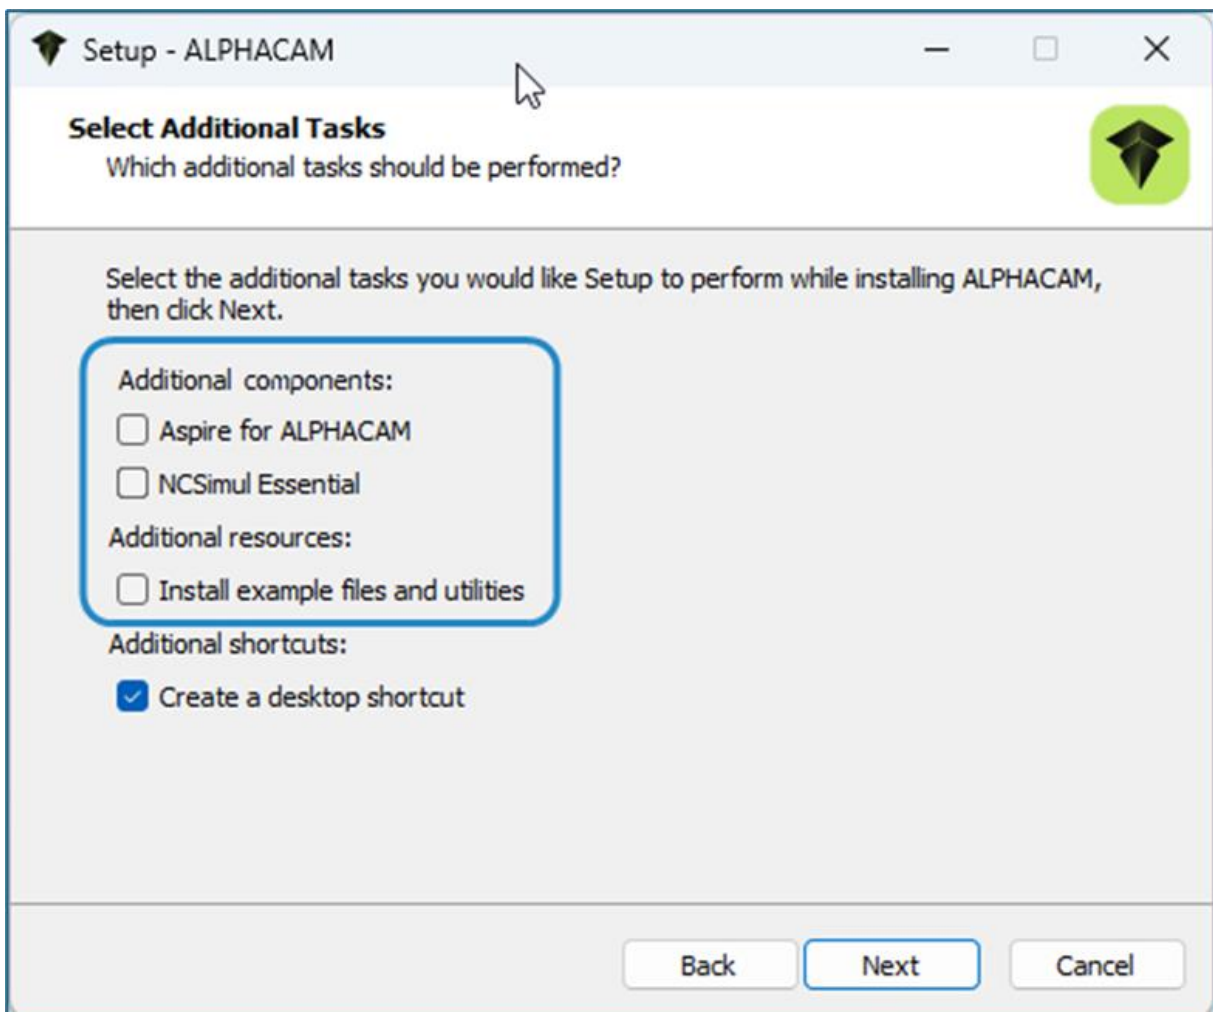 Setup - ALPHACAM
Select Additional Tasks
Which additional tasks should be performed?
Select the additional tasks you would like Setup to perform while installing ALPHACAM,
then click Next.
Additional components:
Aspire for ALPHACAM
NCSimul Essential
Additional resources:
Install example files and utilities
Additional shortcuts:
Create a desktop shortcut
Back
Next
Cancel